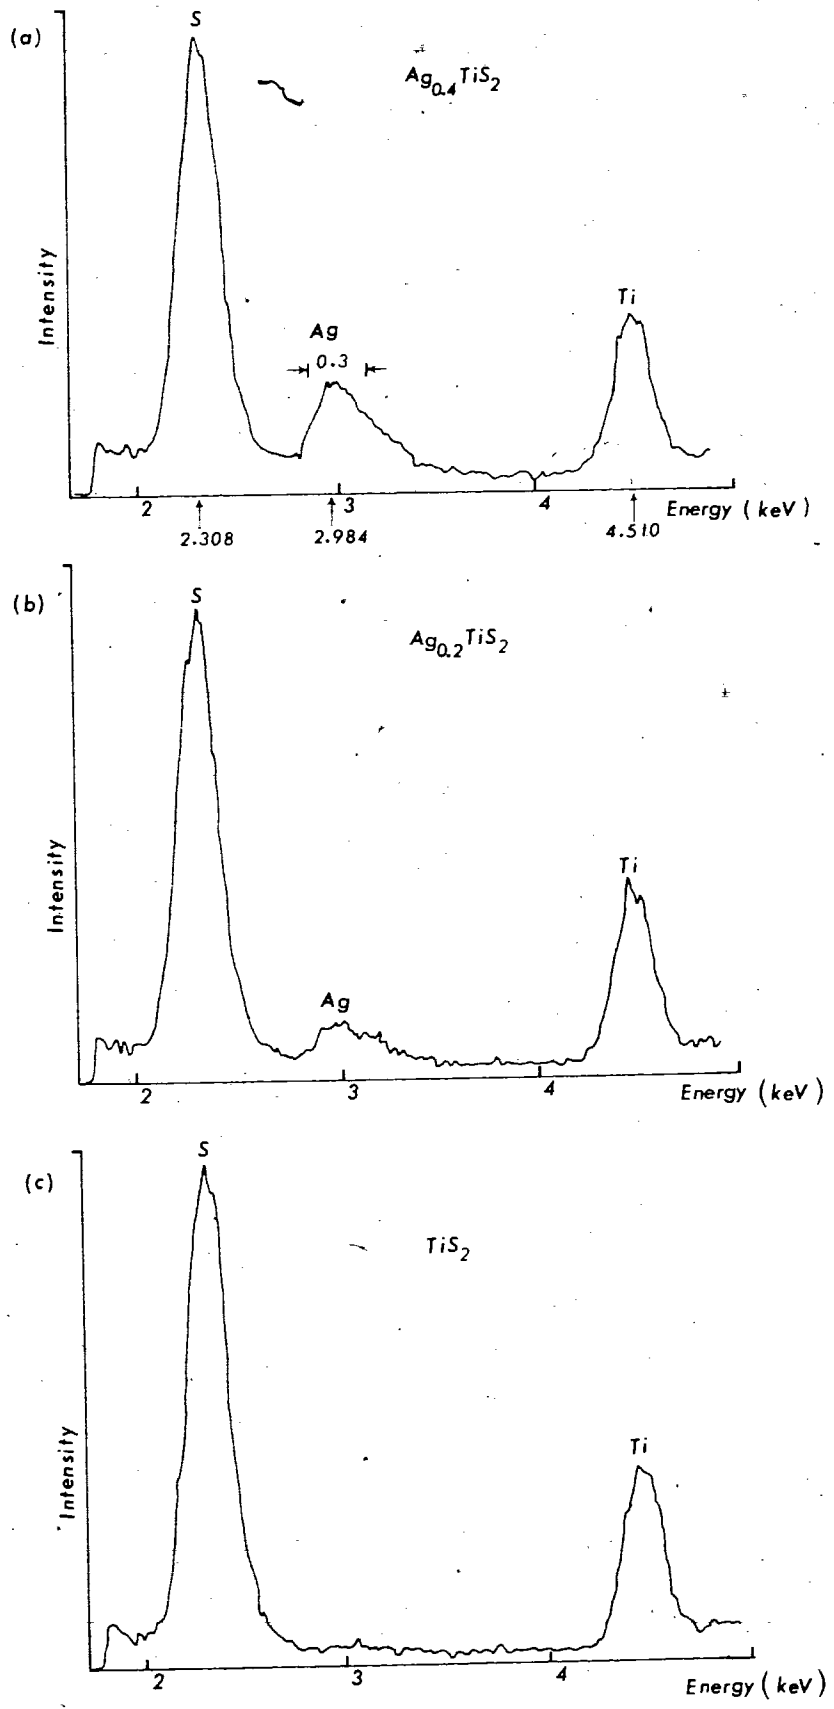 (a)
S
Ag0.4TiS2
Intensity
Ag
0.3
Ti
2 3 4 Energy (keV)
2.308 2.984 4.510
(b)
S
Ag0.2TiS2
Intensity
Ag
Ti
2 3 4 Energy (keV)
(c)
S
TiS2
Intensity
Ti
2 3 4 Energy (keV)